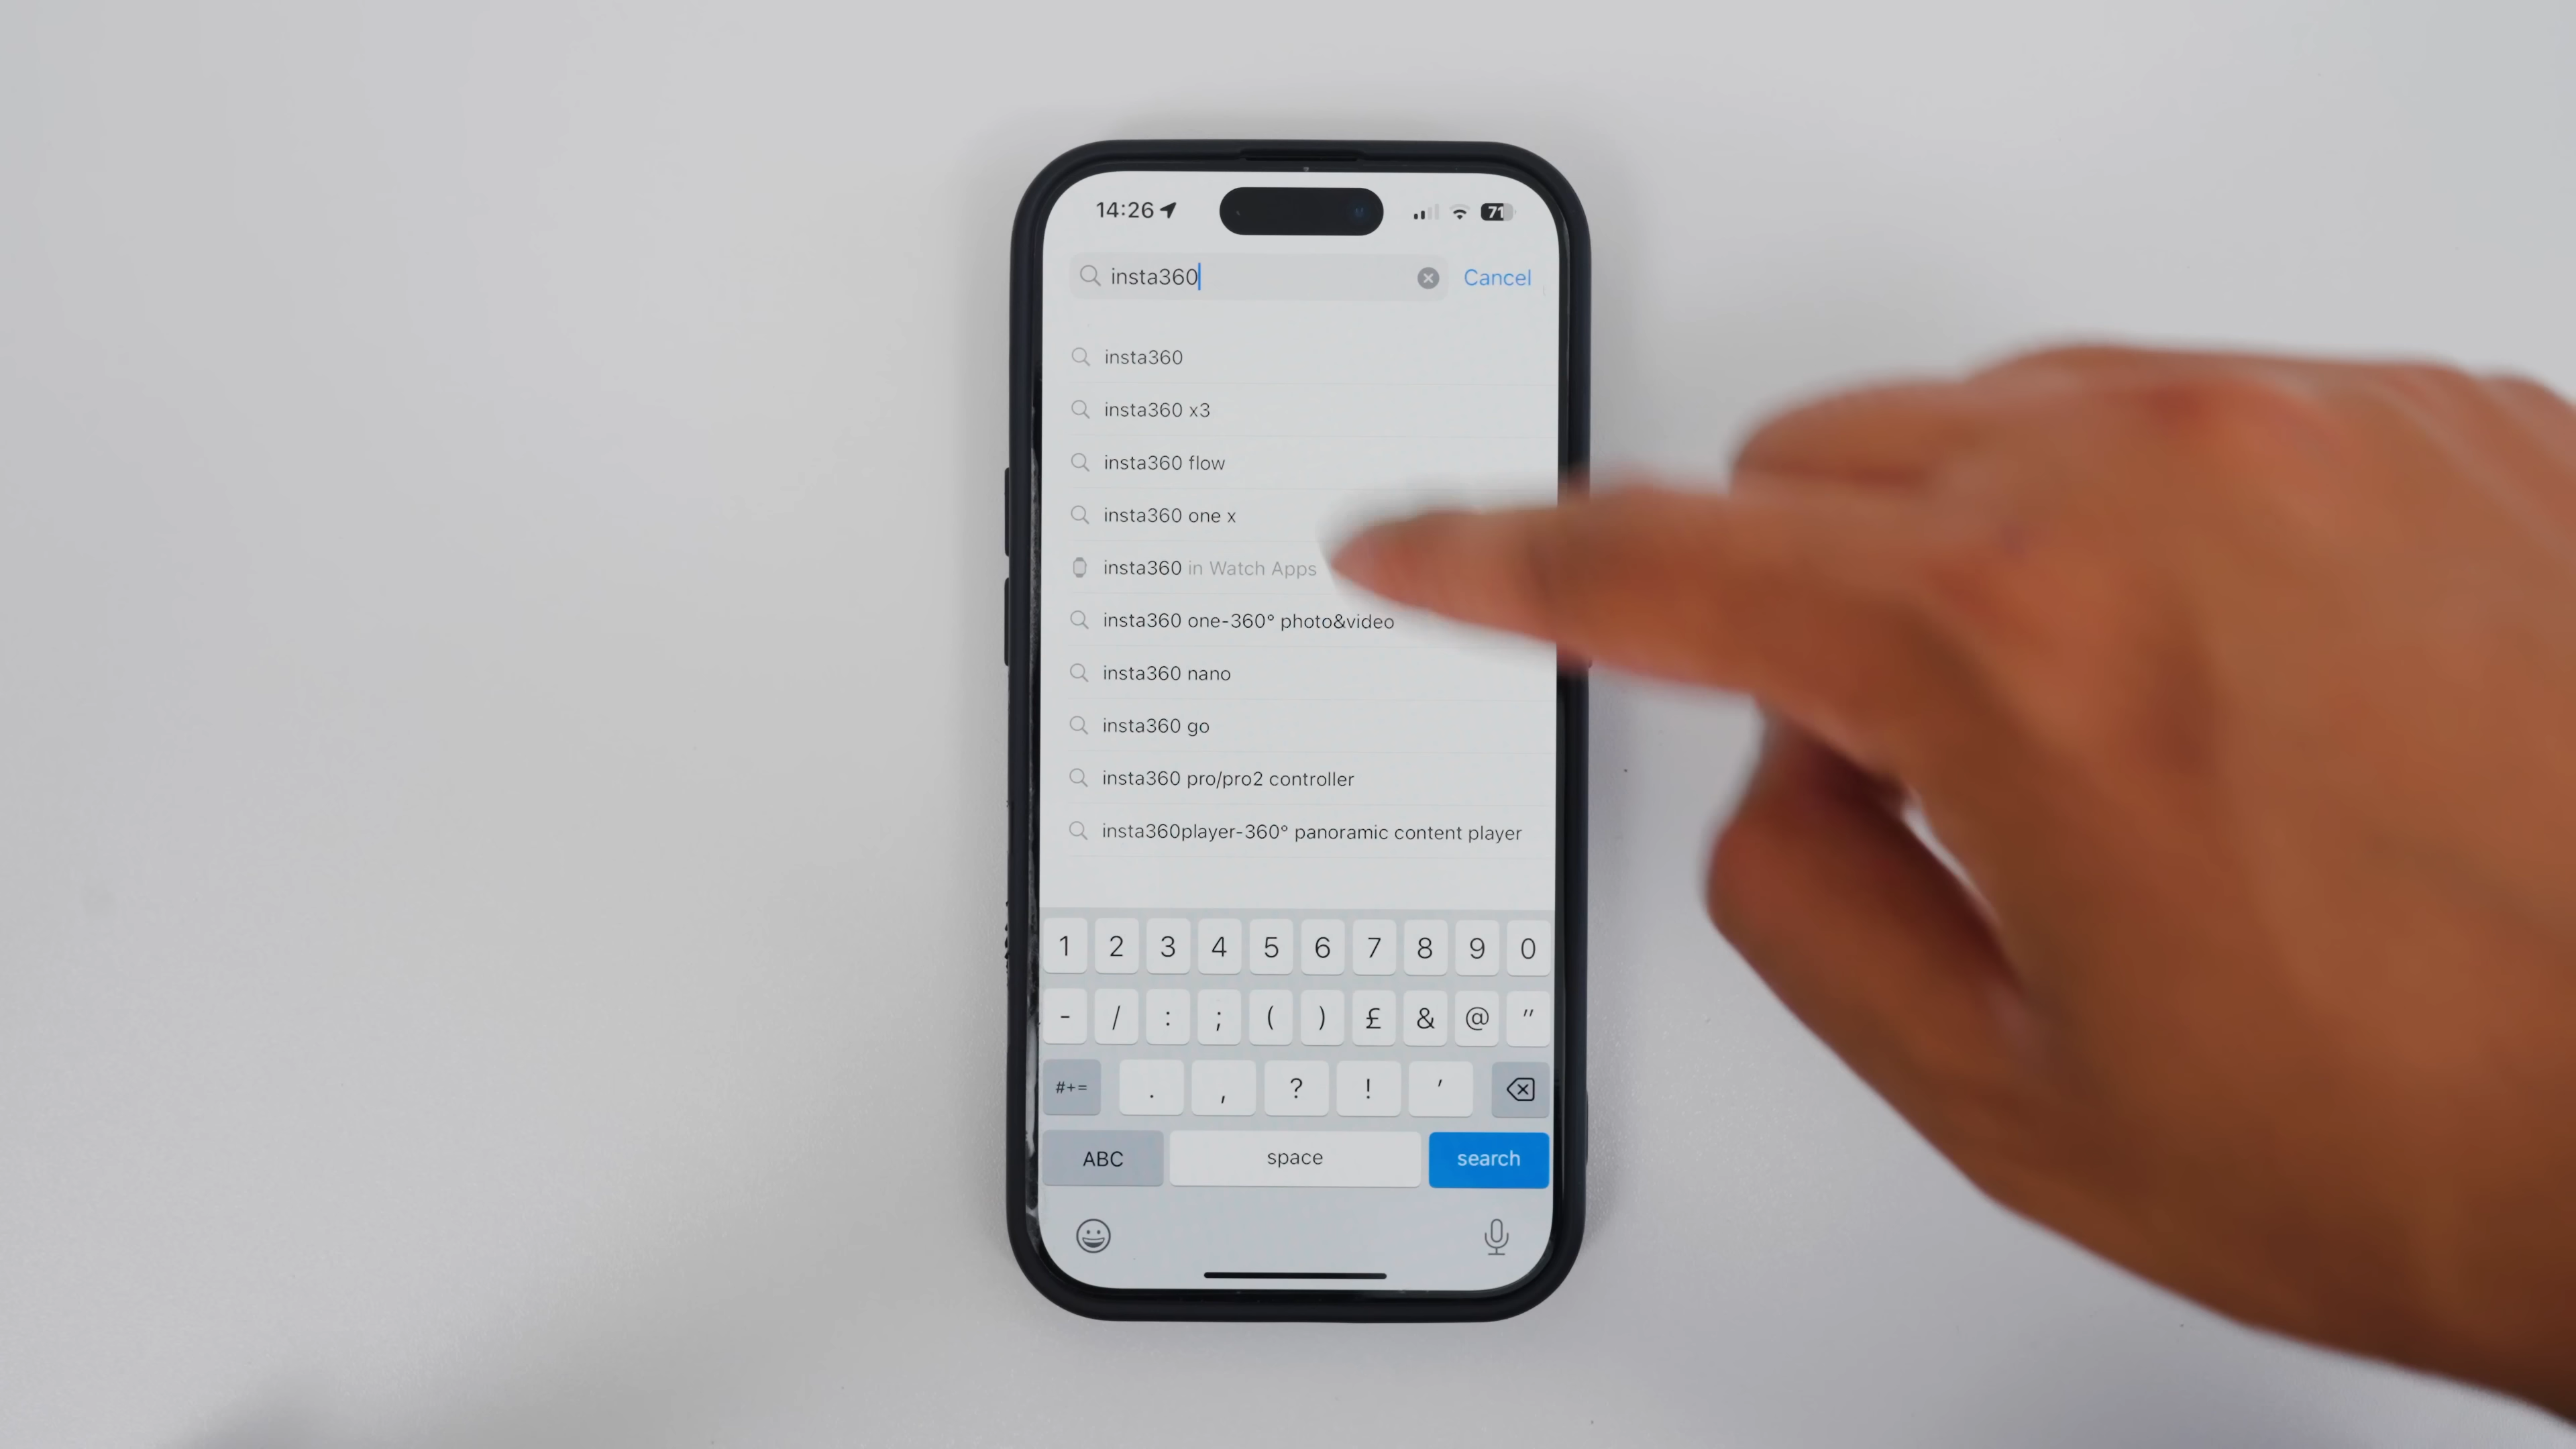 14:26
71
insta360
Cancel
insta360
insta360 x3
insta360 flow
insta360 one x
insta360 in Watch Apps
insta360 one-360° photo&video
insta360 nano
insta360 go
insta360 pro/pro2 controller
insta360player-360° panoramic content player
1 2 3 4 5 6 7 8 9 0
- / : ; ( ) £ & @ "
#+= . , ? ! '
ABC space search